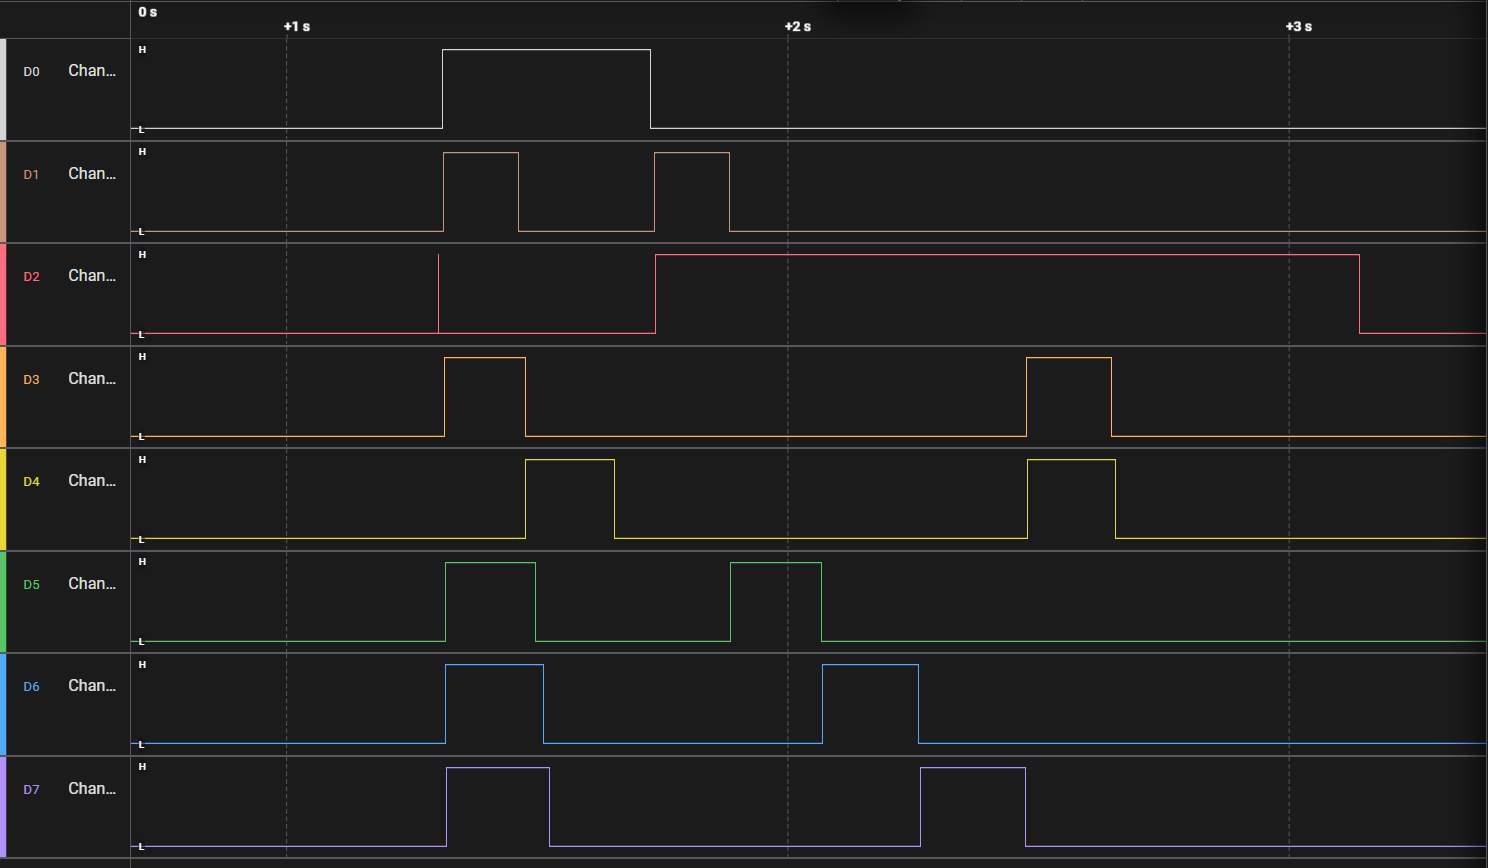 0 s
+1 s +2 s +3 s
H
D0 Chan...
L
H
D1 Chan...
L
H
D2 Chan...
L
H
D3 Chan...
L
H
D4 Chan...
L
H
D5 Chan...
L
H
D6 Chan...
L
H
D7 Chan...
L